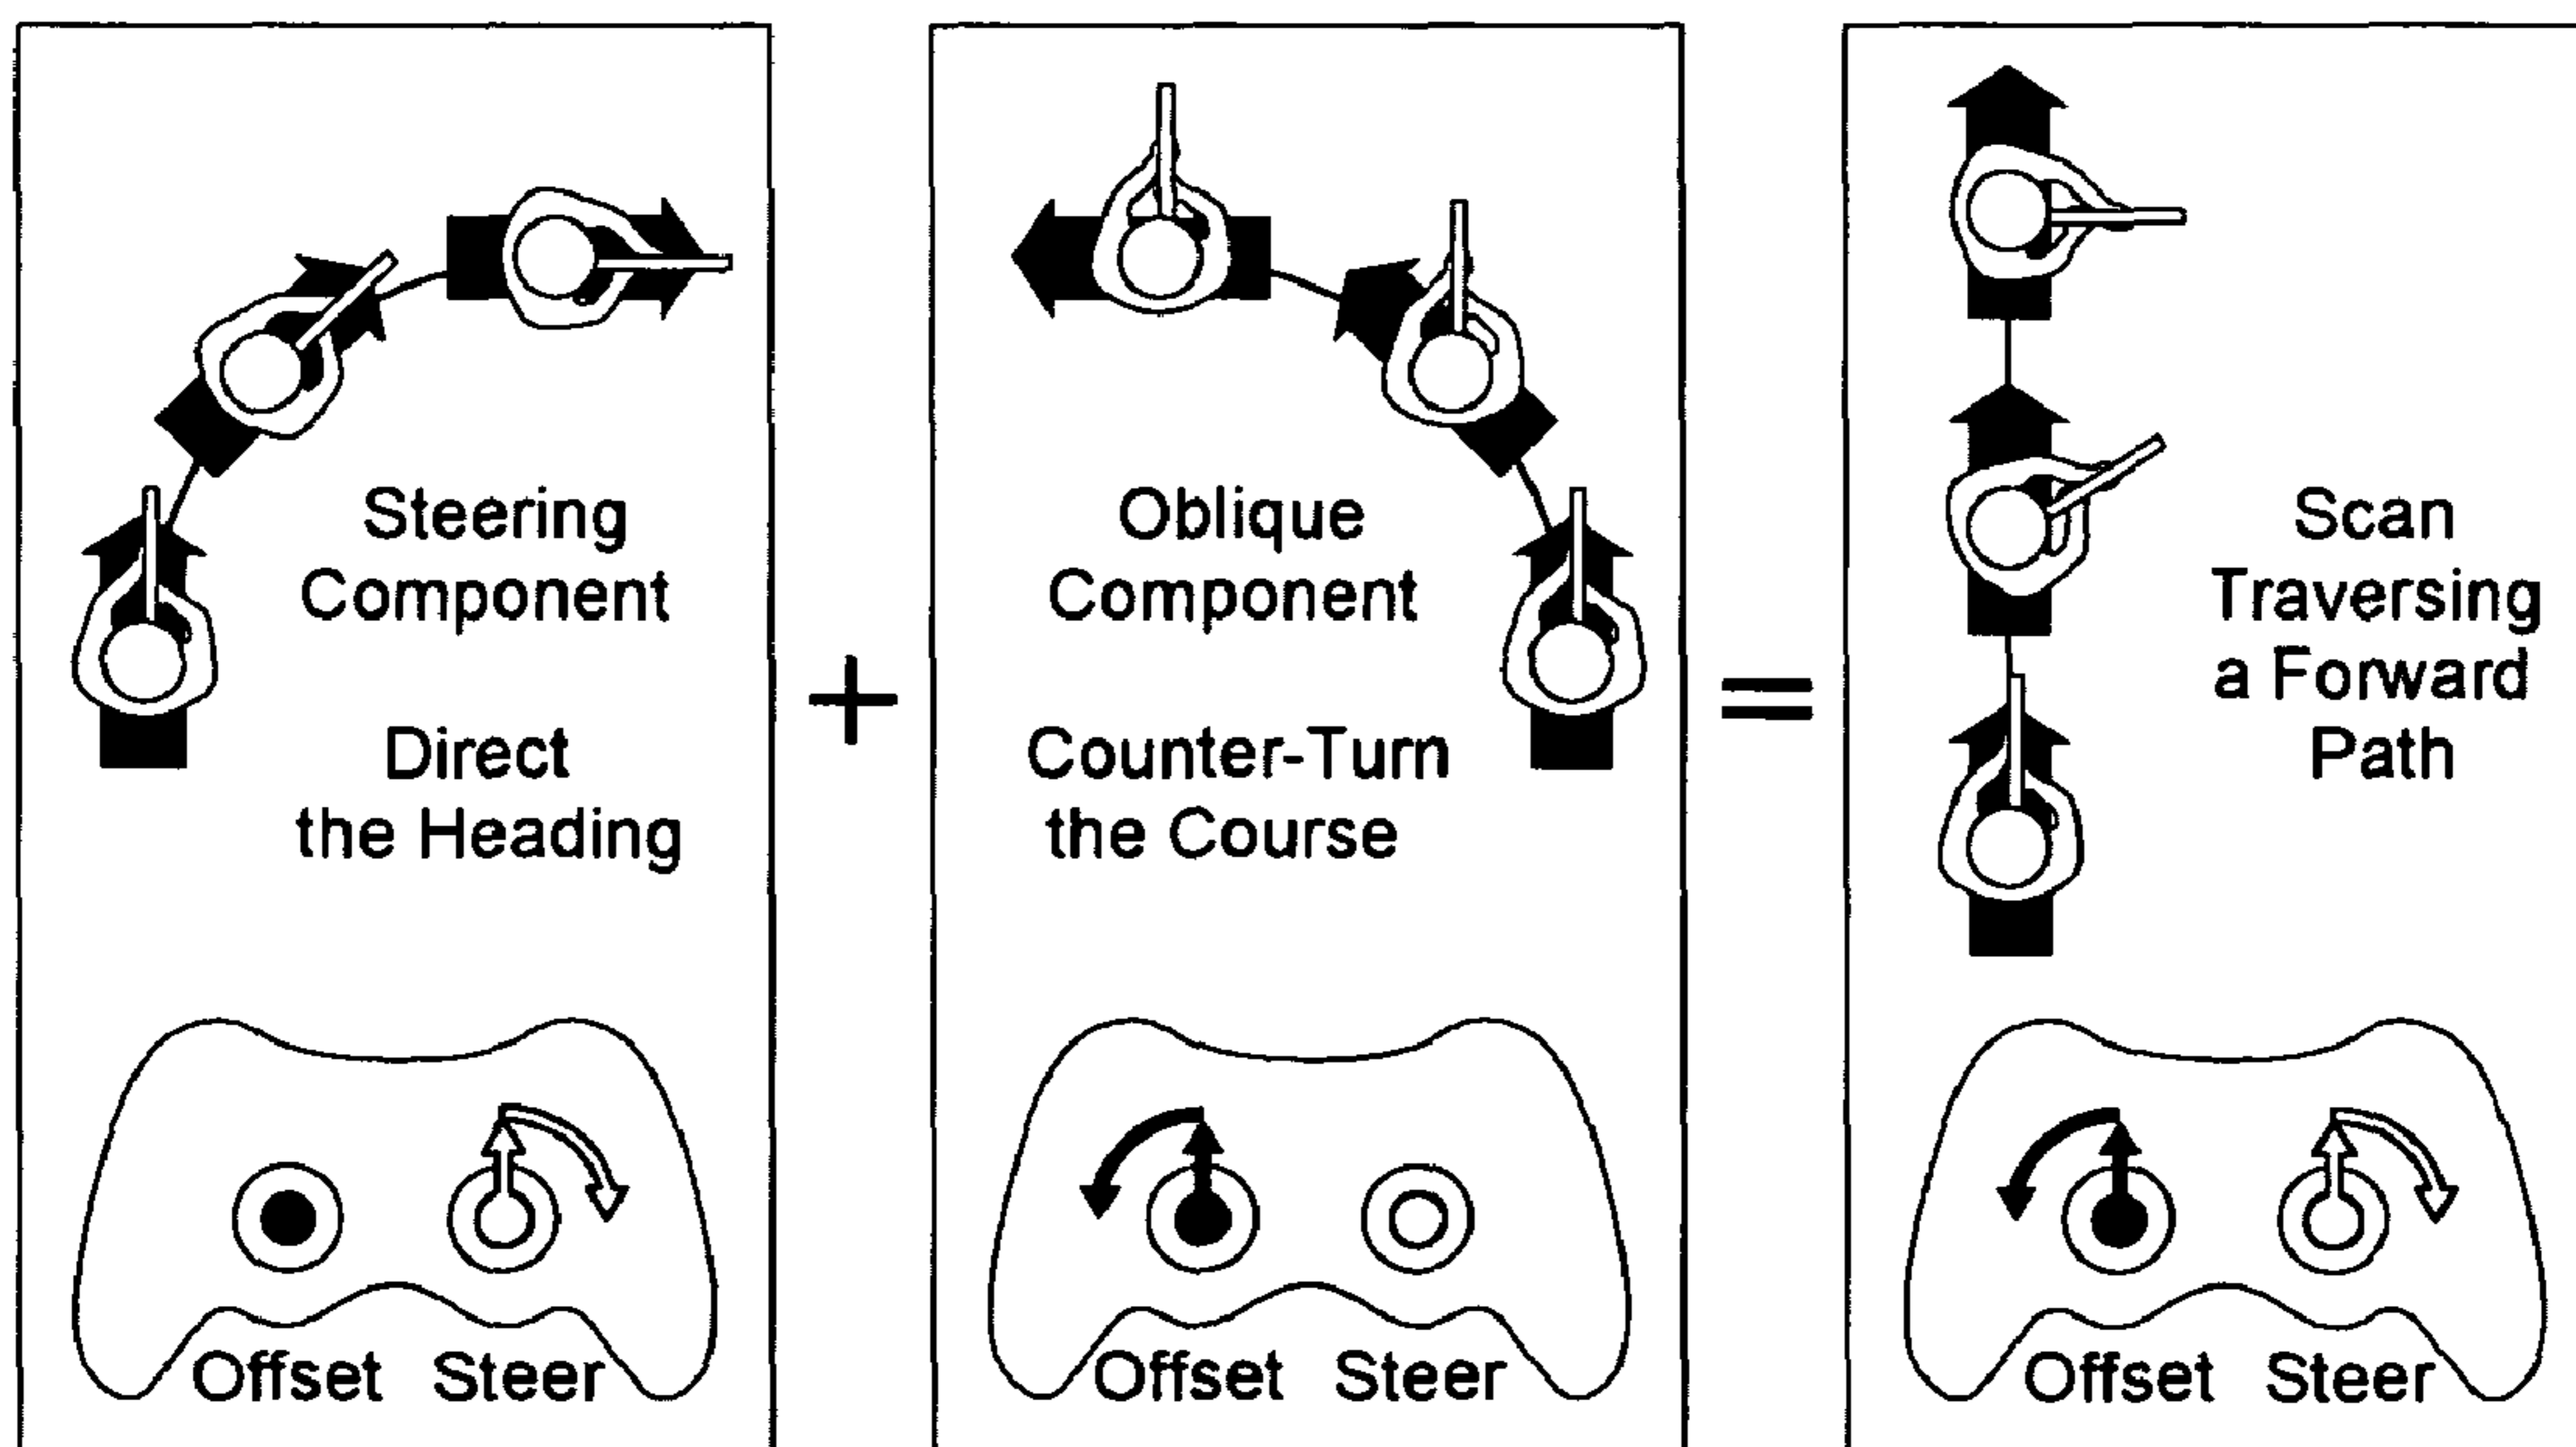 Steering
Component
Direct
the Heading
Offset Steer
+
Oblique
Component
Counter-Turn
the Course
Offset Steer
=
Scan
Traversing
a Forward
Path
Offset Steer